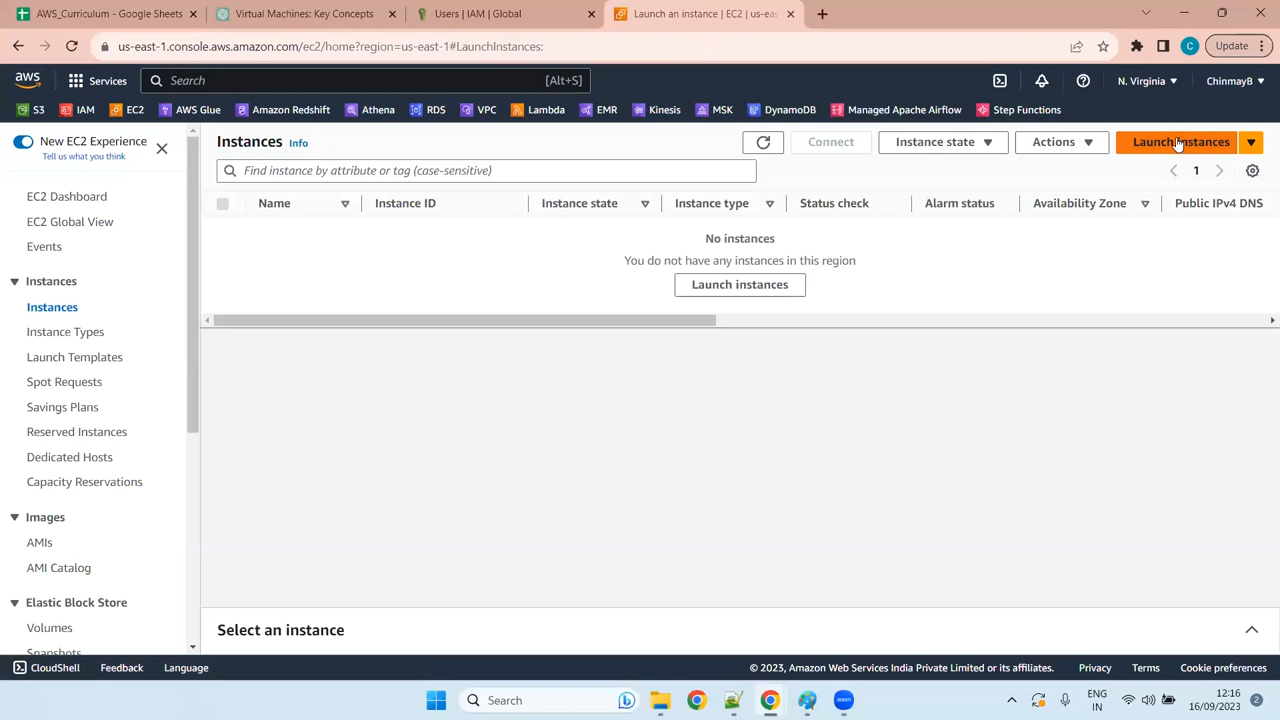 AWS_Curriculum - Google Sheets
Virtual Machines: Key Concepts
Users | IAM | Global
Launch an instance | EC2 | us-eas
us-east-1.console.aws.amazon.com/ec2/home?region=us-east-1#LaunchInstances:
C
Update
aws
Services
Search
[Alt+S]
N. Virginia
ChinmayB
S3
IAM
EC2
AWS Glue
Amazon Redshift
Athena
RDS
VPC
Lambda
EMR
Kinesis
MSK
DynamoDB
Managed Apache Airflow
Step Functions
New EC2 Experience
Tell us what you think
EC2 Dashboard
EC2 Global View
Events
Instances
Instances
Instance Types
Launch Templates
Spot Requests
Savings Plans
Reserved Instances
Dedicated Hosts
Capacity Reservations
Images
AMIs
AMI Catalog
Elastic Block Store
Volumes
Snapshots
Instances Info
Connect
Instance state
Actions
Launch instances
Find instance by attribute or tag (case-sensitive)
1
Name
Instance ID
Instance state
Instance type
Status check
Alarm status
Availability Zone
Public IPv4 DNS
No instances
You do not have any instances in this region
Launch instances
Select an instance
CloudShell
Feedback
Language
© 2023, Amazon Web Services India Private Limited or its affiliates.
Privacy
Terms
Cookie preferences
Search
ENG
IN
12:16
16/09/2023
2